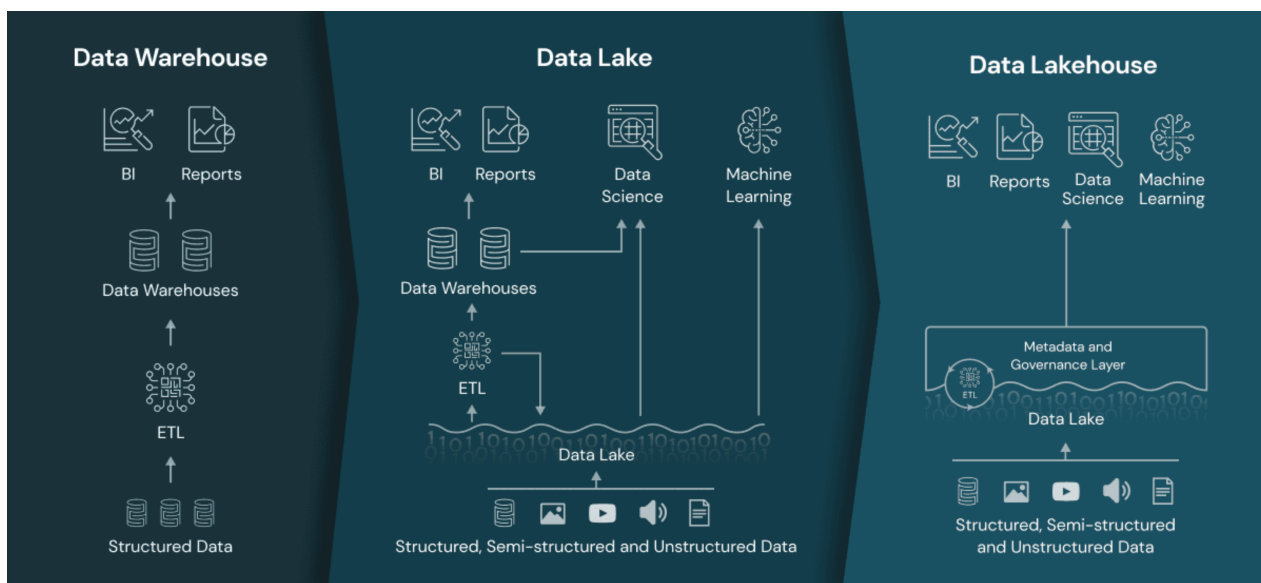 Data Warehouse
BI
Reports
Data Warehouses
ETL
Structured Data
Data Lake
BI
Reports
Data
Science
Machine
Learning
Data Warehouses
ETL
Data Lake
Structured, Semi-structured and Unstructured Data
Data Lakehouse
BI
Reports
Data
Science
Machine
Learning
Metadata and
Governance Layer
ETL
Data Lake
Structured, Semi-structured
and Unstructured Data